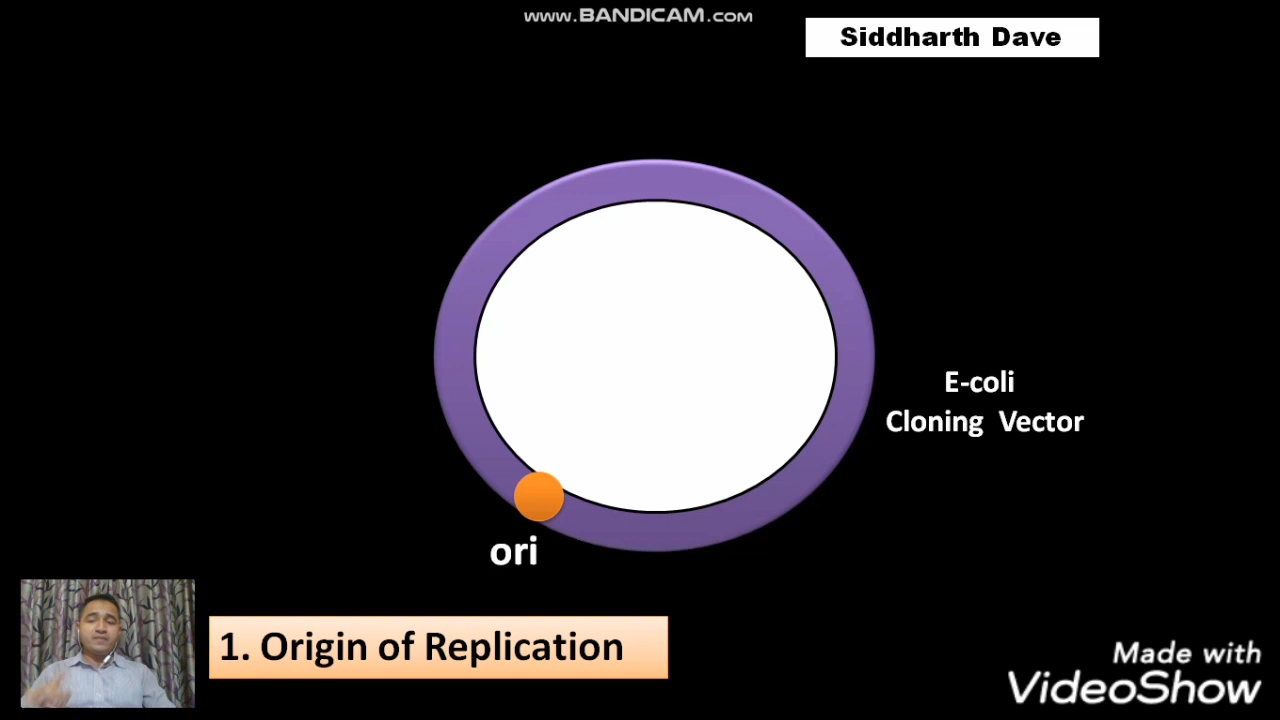 www.BANDICAM.com
Siddharth Dave
E-coli
Cloning Vector
ori
1. Origin of Replication
Made with
VideoShow